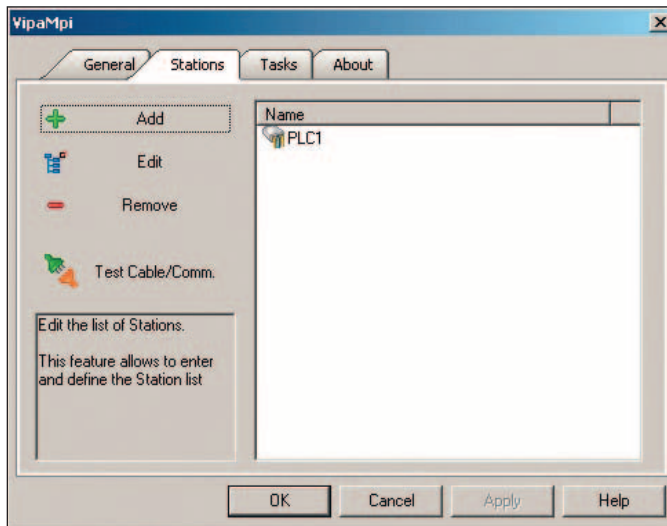 VipaMpi
General
Stations
Tasks
About
Add
Edit
Remove
Test Cable/Comm.
Edit the list of Stations.
This feature allows to enter
and define the Station list
Name
PLC1
OK
Cancel
Apply
Help